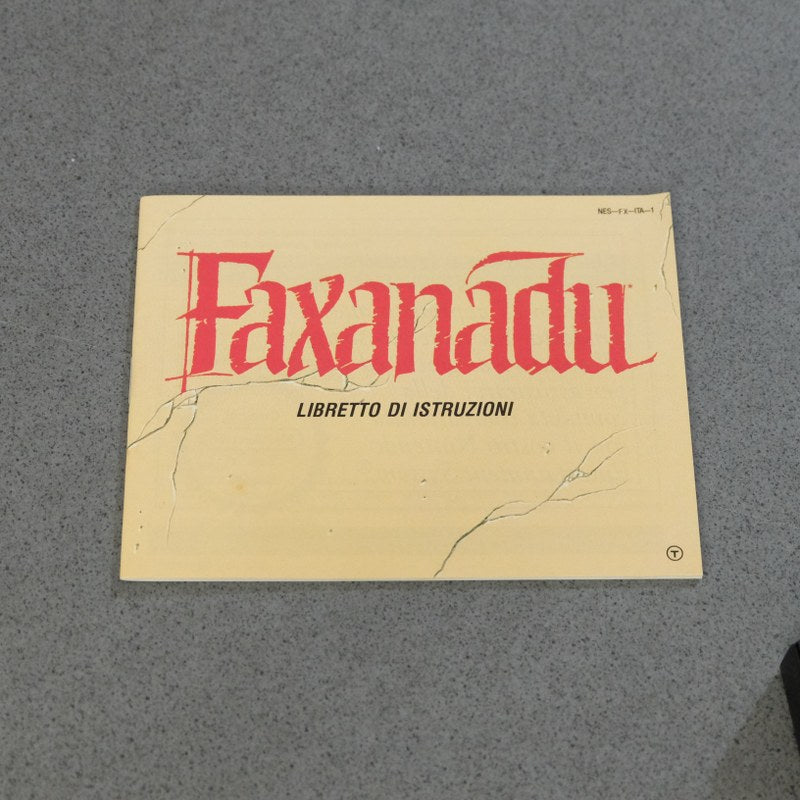 NES—FX—ITA—1
Faxanadu
LIBRETTO DI ISTRUZIONI
T